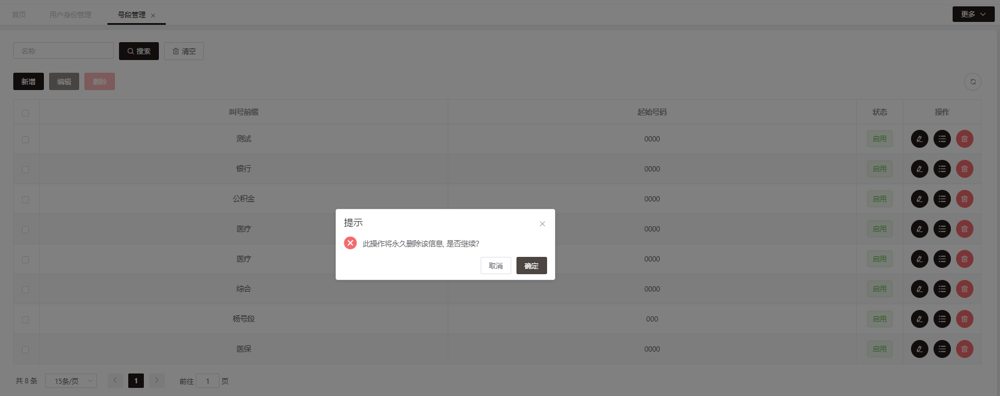 首页 用户身份管理 号段管理 更多
名称 搜索 清空
新增 编辑 删除
叫号前缀 起始号码 状态 操作
测试 0000 启用
银行 0000 启用
公积金 0000 启用
医疗 0000 启用
医疗 0000 启用
综合 0000 启用
杨号段 000 启用
医保 0000 启用
提示
此操作将永久删除该信息, 是否继续?
取消 确定
共 8 条 15条/页 1 前往 1 页